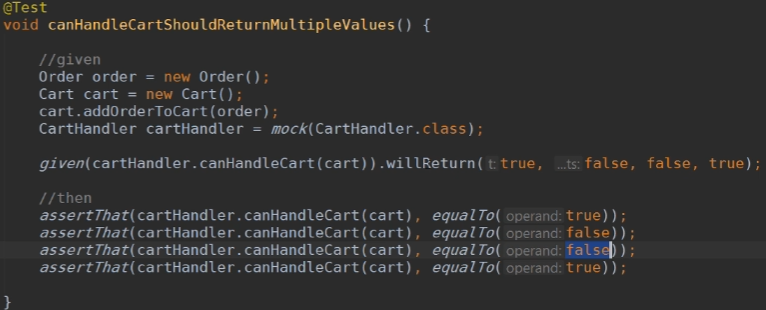 @Test
void canHandleCartShouldReturnMultipleValues() {
//given
Order order = new Order();
Cart cart = new Cart();
cart.addOrderToCart(order);
CartHandler cartHandler = mock(CartHandler.class);
given(cartHandler.canHandleCart(cart)).willReturn( t: true, ...ts: false, false, true);
//then
assertThat(cartHandler.canHandleCart(cart), equalTo( operand: true));
assertThat(cartHandler.canHandleCart(cart), equalTo( operand: false));
assertThat(cartHandler.canHandleCart(cart), equalTo( operand: false));
assertThat(cartHandler.canHandleCart(cart), equalTo( operand: true));
}